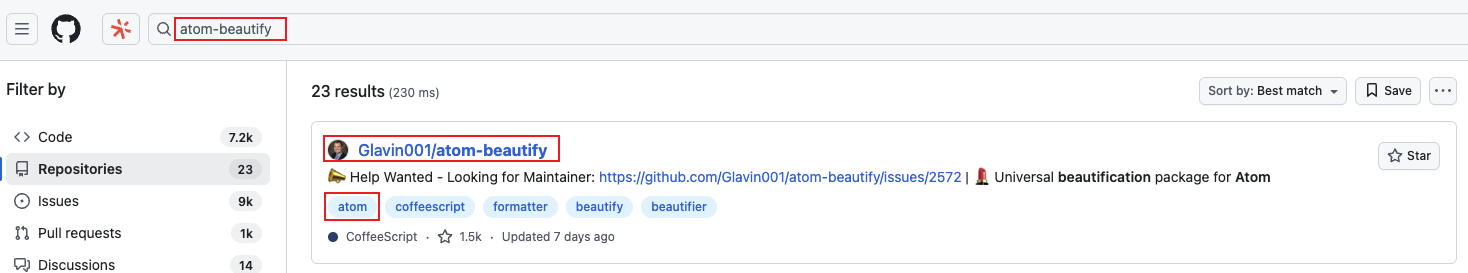 atom-beautify
Filter by
Code 7.2k
Repositories 23
Issues 9k
Pull requests 1k
Discussions 14
23 results (230 ms)
Sort by: Best match
Save
Glavin001/atom-beautify
Star
Help Wanted - Looking for Maintainer: https://github.com/Glavin001/atom-beautify/issues/2572 | Universal beautification package for Atom
atom coffeescript formatter beautify beautifier
CoffeeScript · 1.5k · Updated 7 days ago